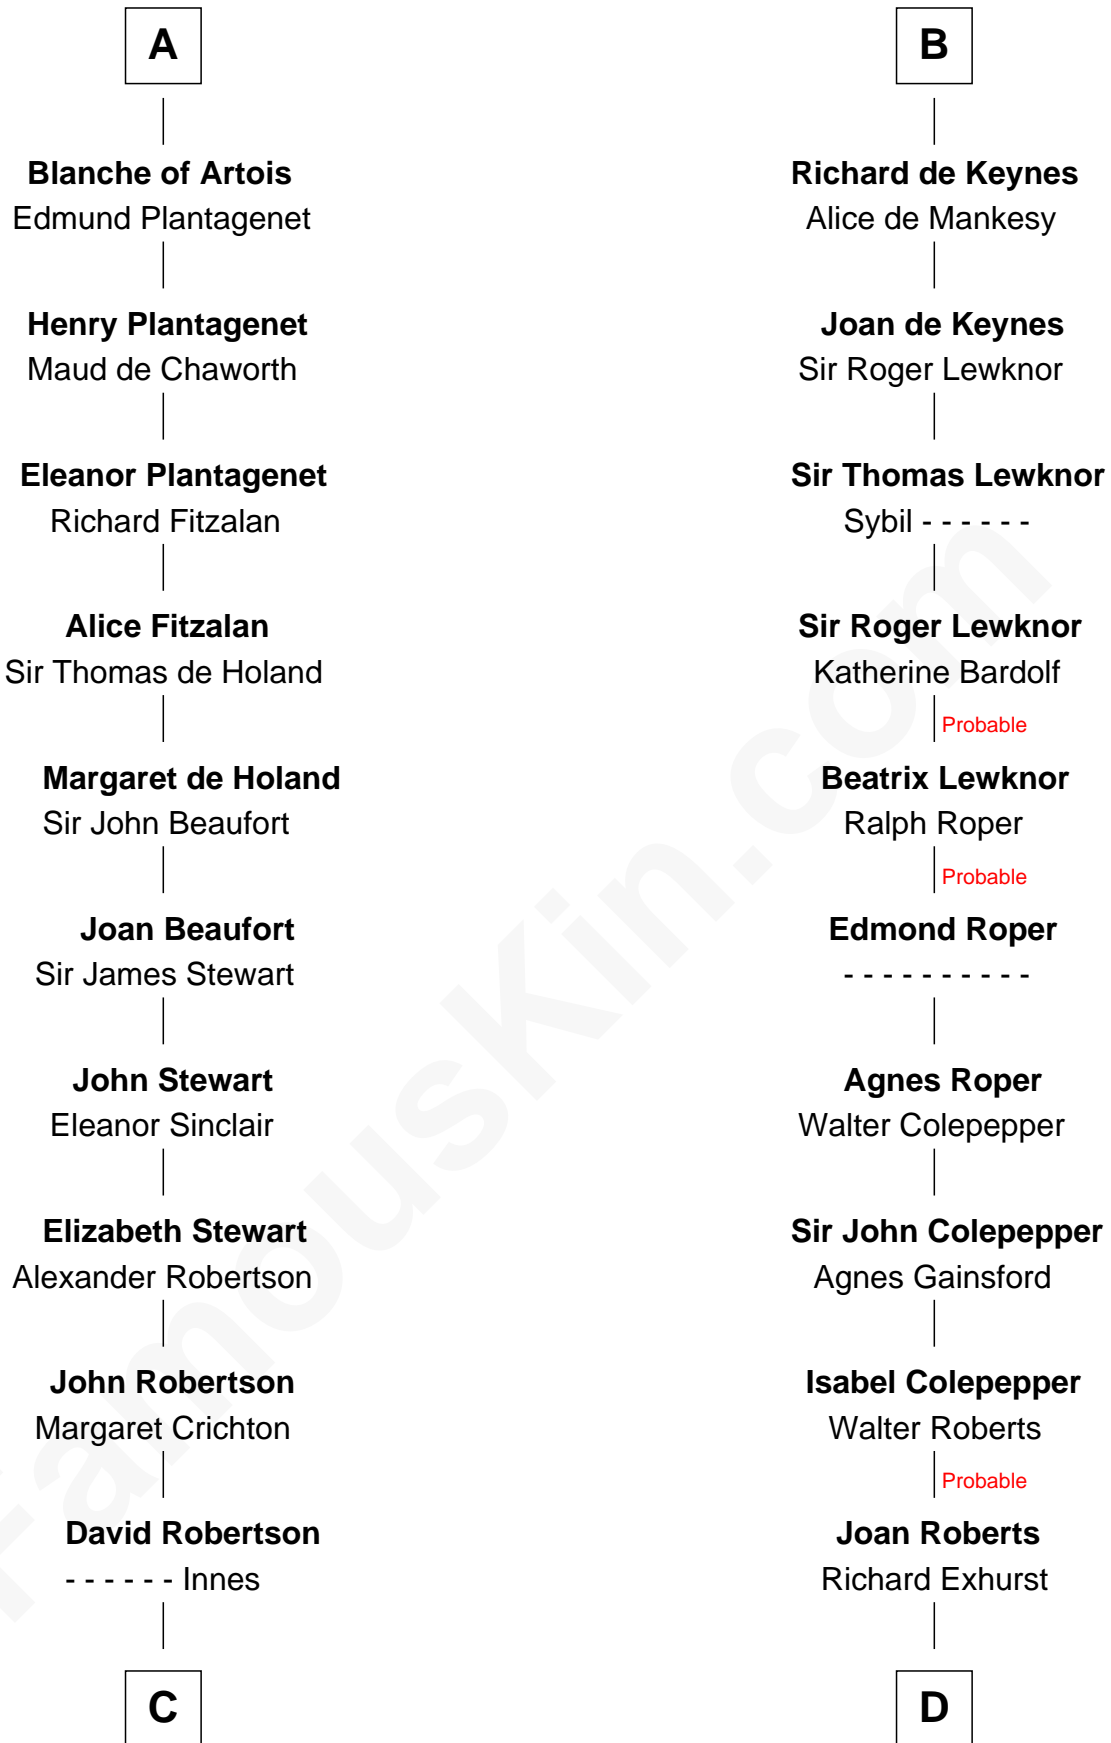 A
Blanche of Artois
Edmund Plantagenet
Henry Plantagenet
Maud de Chaworth
Eleanor Plantagenet
Richard Fitzalan
Alice Fitzalan
Sir Thomas de Holand
Margaret de Holand
Sir John Beaufort
Joan Beaufort
Sir James Stewart
John Stewart
Eleanor Sinclair
Elizabeth Stewart
Alexander Robertson
John Robertson
Margaret Crichton
David Robertson
- - - - - - Innes
C
B
Richard de Keynes
Alice de Mankesy
Joan de Keynes
Sir Roger Lewknor
Sir Thomas Lewknor
Sybil - - - - - -
Sir Roger Lewknor
Katherine Bardolf
Probable
Beatrix Lewknor
Ralph Roper
Probable
Edmond Roper
- - - - - - - - - -
Agnes Roper
Walter Colepepper
Sir John Colepepper
Agnes Gainsford
Isabel Colepepper
Walter Roberts
Probable
Joan Roberts
Richard Exhurst
D
FamousKin.com